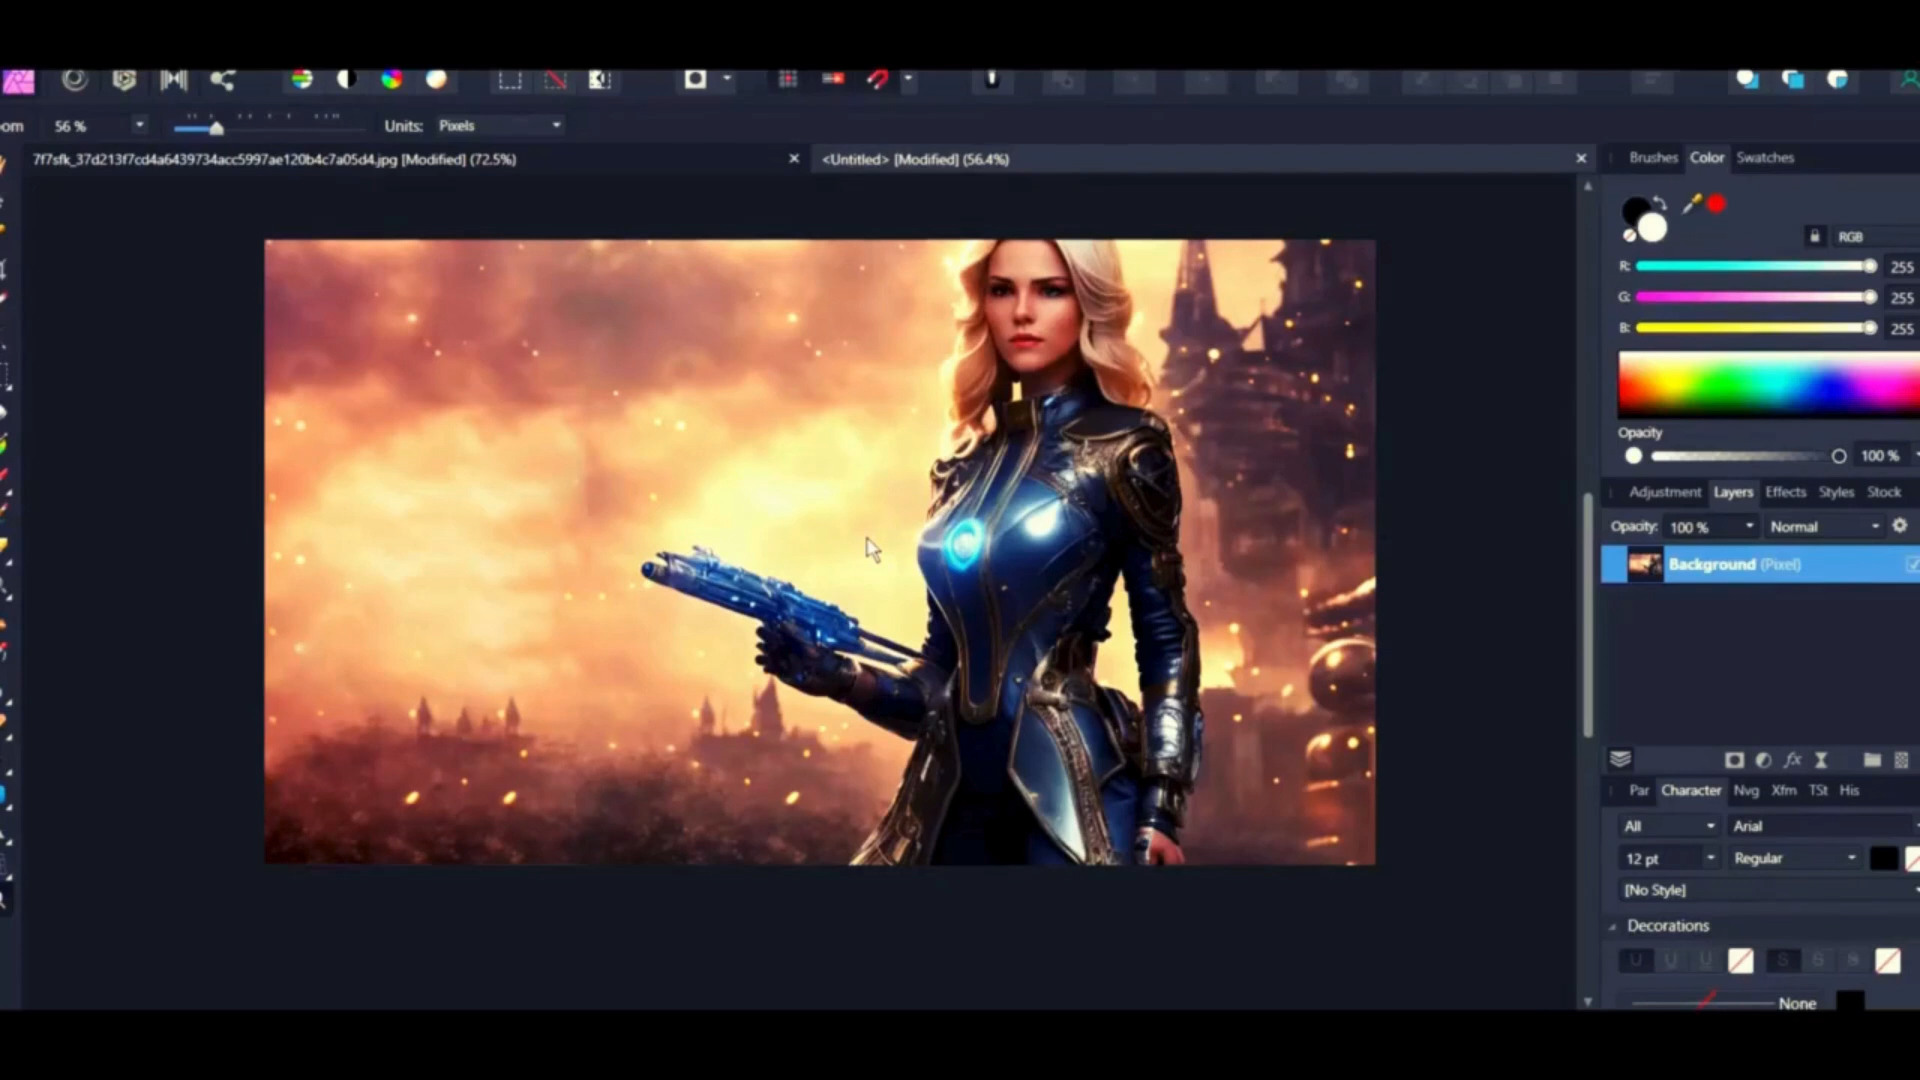 om 56 % Units: Pixels
7f7sfk_37d213f7cd4a6439734acc5997ae120b4c7a05d4.jpg [Modified] (72.5%) <Untitled> [Modified] (56.4%)
Brushes Color Swatches
RGB
R: 255
G: 255
B: 255
Opacity
100 %
Adjustment Layers Effects Styles Stock
Opacity: 100 % Normal
Background (Pixel)
fx
Par Character Nvg Xfm TSt His
All Arial
12 pt Regular
[No Style]
Decorations
U U U S S S
None